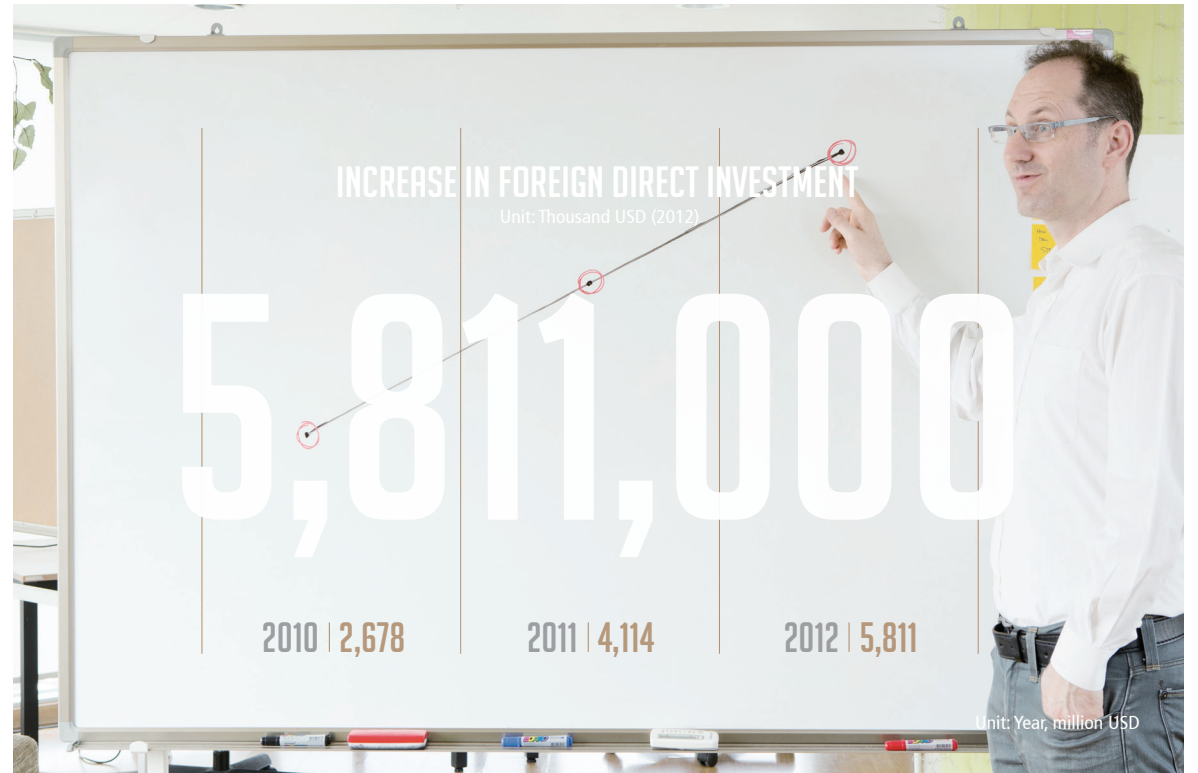 INCREASE IN FOREIGN DIRECT INVESTMENT
Unit: Thousand USD (2012)
5,811,000
2010 | 2,678
2011 | 4,114
2012 | 5,811
Unit: Year, million USD